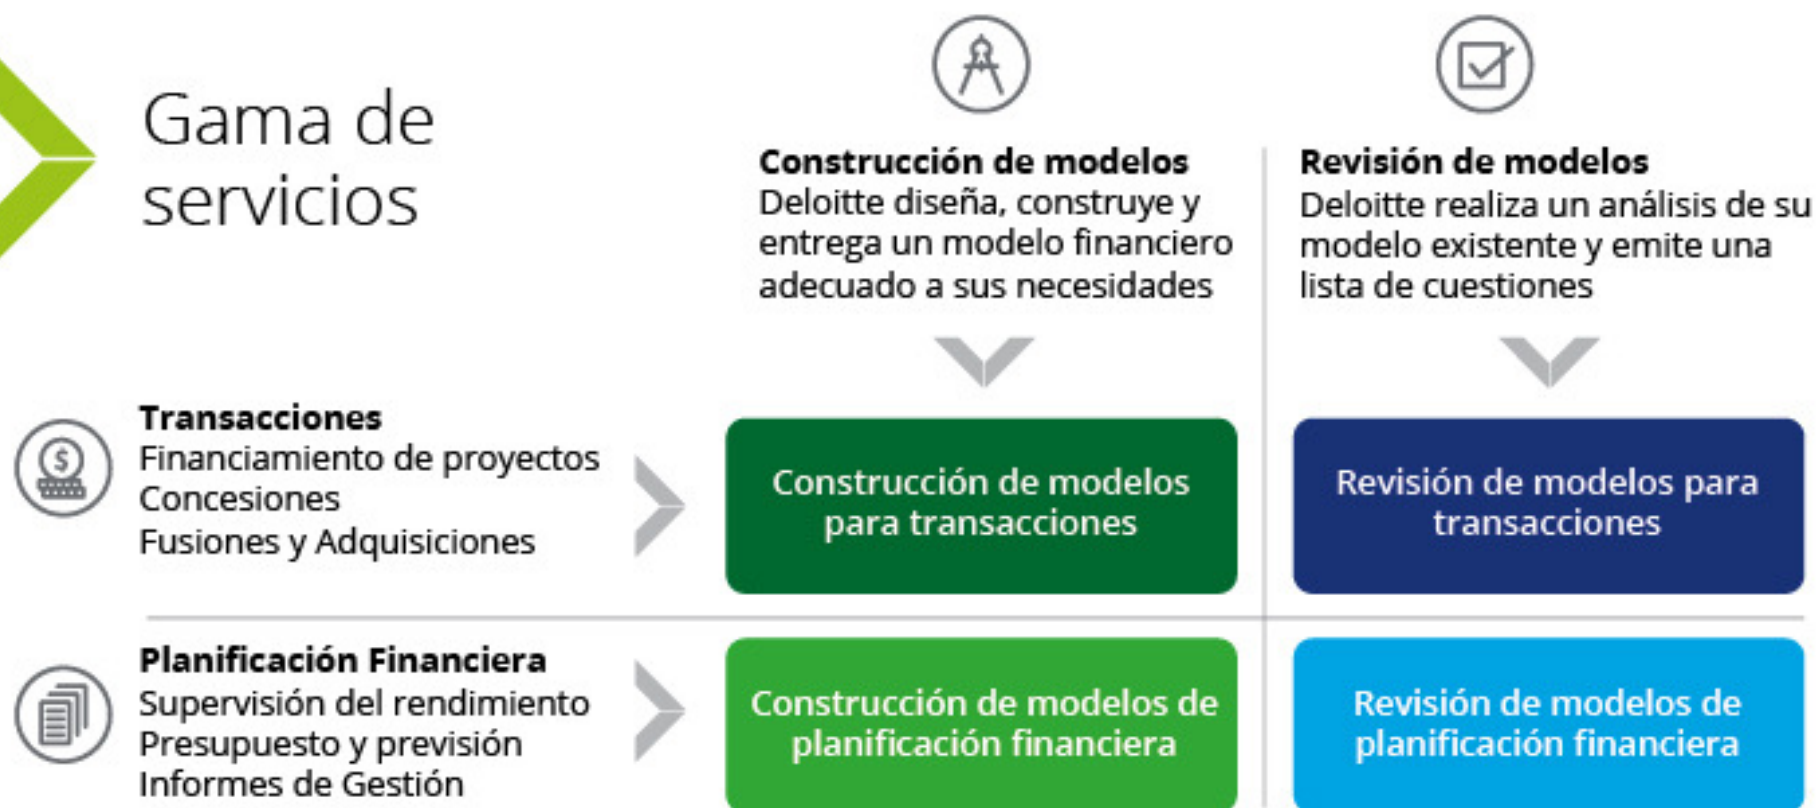 Gama de
servicios
Construcción de modelos
Deloitte diseña, construye y
entrega un modelo financiero
adecuado a sus necesidades
Revisión de modelos
Deloitte realiza un análisis de su
modelo existente y emite una
lista de cuestiones
Transacciones
Financiamiento de proyectos
Concesiones
Fusiones y Adquisiciones
Construcción de modelos
para transacciones
Revisión de modelos para
transacciones
Planificación Financiera
Supervisión del rendimiento
Presupuesto y previsión
Informes de Gestión
Construcción de modelos de
planificación financiera
Revisión de modelos de
planificación financiera